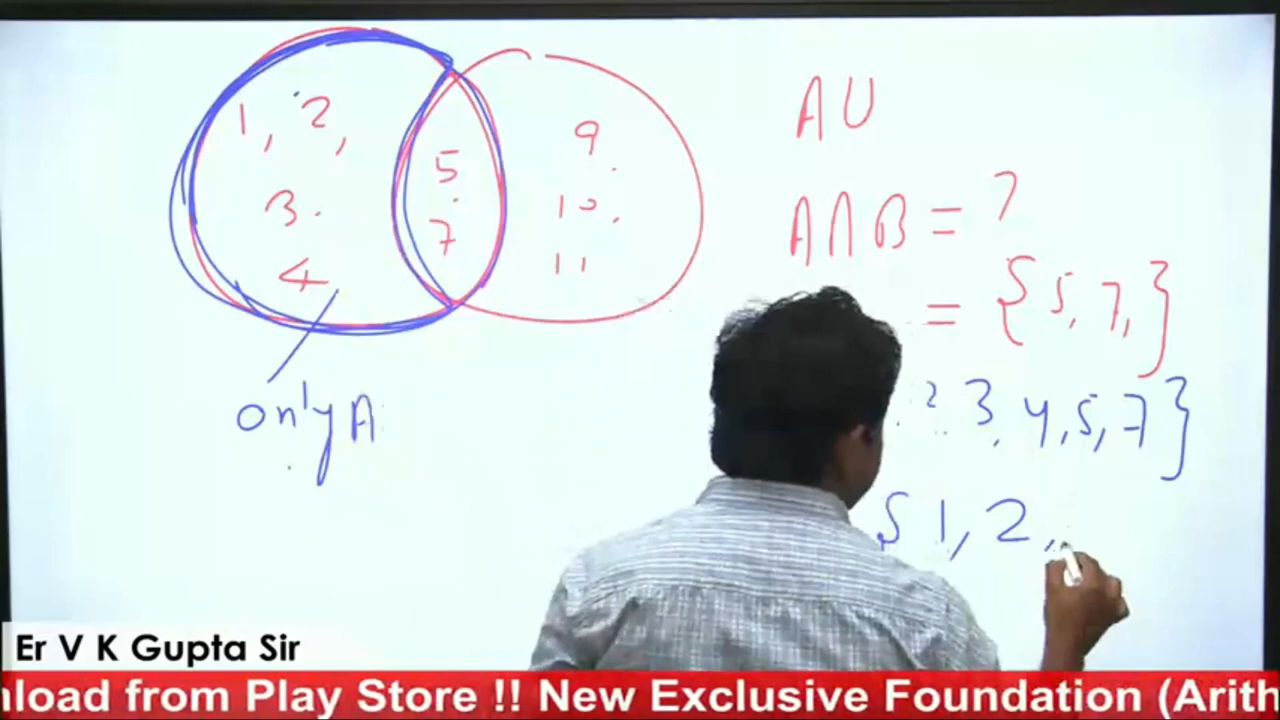 1, 2,
3.
4
5
7
9
10,
11
only A
A U
A ∩ B = ?
= {5, 7,}
2 3, 4, 5, 7}
{ 1, 2,
Er V K Gupta Sir
nload from Play Store !! New Exclusive Foundation (Arith